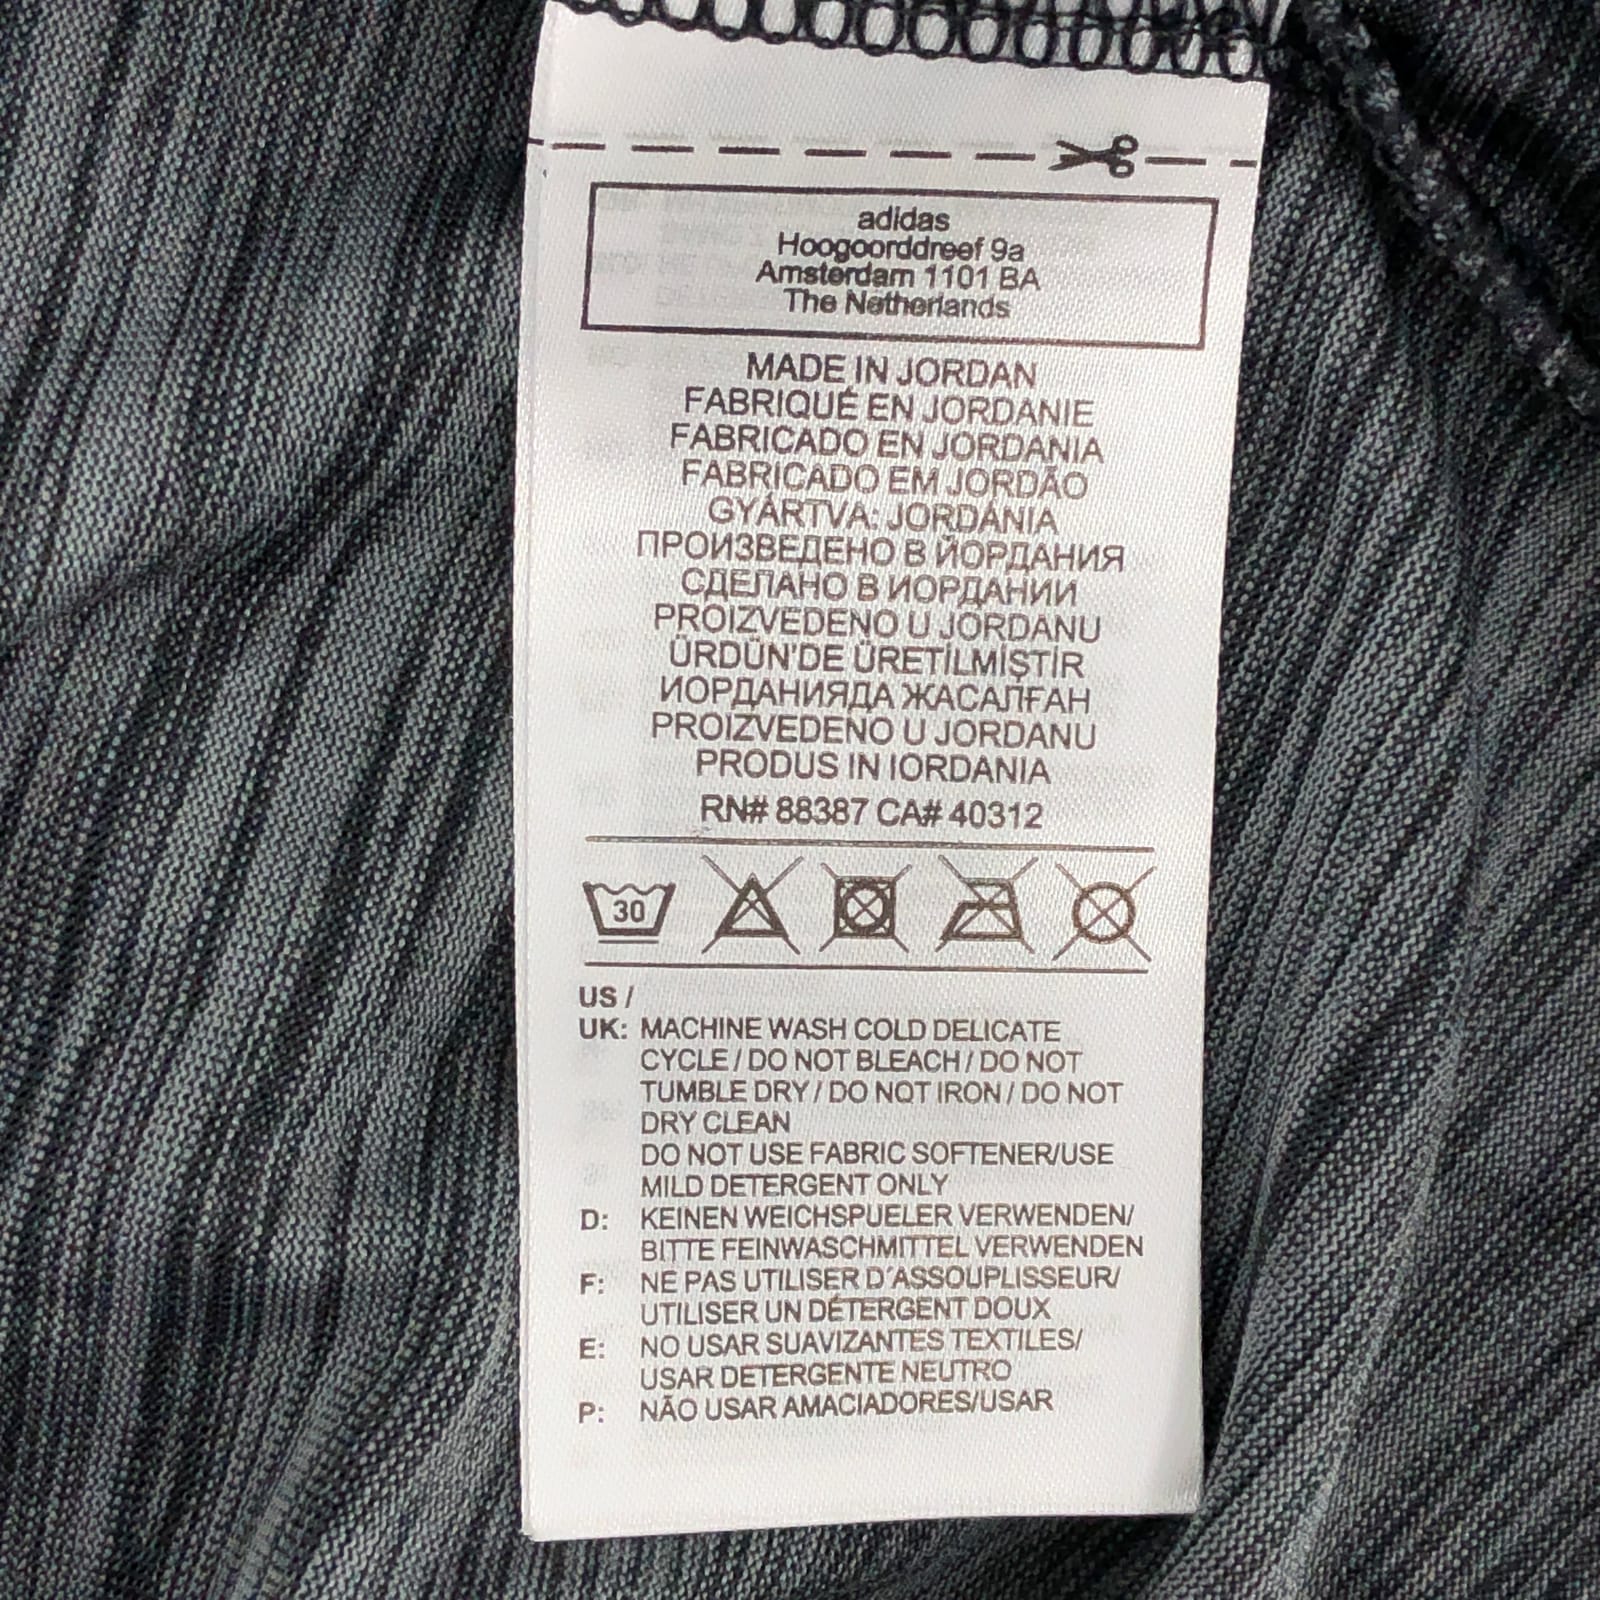 adidas
Hoogoorddreef 9a
Amsterdam 1101 BA
The Netherlands
MADE IN JORDAN
FABRIQUÉ EN JORDANIE
FABRICADO EN JORDANIA
FABRICADO EM JORDÃO
GYÁRTVA: JORDÁNIA
ПРОИЗВЕДЕНО В ЙОРДАНИЯ
СДЕЛАНО В ИОРДАНИИ
PROIZVEDENO U JORDANU
ÜRDÜN'DE ÜRETİLMİŞTİR
ИОРДАНИЯДА ЖАСАЛҒАН
PROIZVEDENO U JORDANU
PRODUS IN IORDANIA
RN# 88387 CA# 40312
30
US /
UK: MACHINE WASH COLD DELICATE
CYCLE / DO NOT BLEACH / DO NOT
TUMBLE DRY / DO NOT IRON / DO NOT
DRY CLEAN
DO NOT USE FABRIC SOFTENER/USE
MILD DETERGENT ONLY
D: KEINEN WEICHSPUELER VERWENDEN/
BITTE FEINWASCHMITTEL VERWENDEN
F: NE PAS UTILISER D´ASSOUPLISSEUR/
UTILISER UN DÉTERGENT DOUX
E: NO USAR SUAVIZANTES TEXTILES/
USAR DETERGENTE NEUTRO
P: NÃO USAR AMACIADORES/USAR